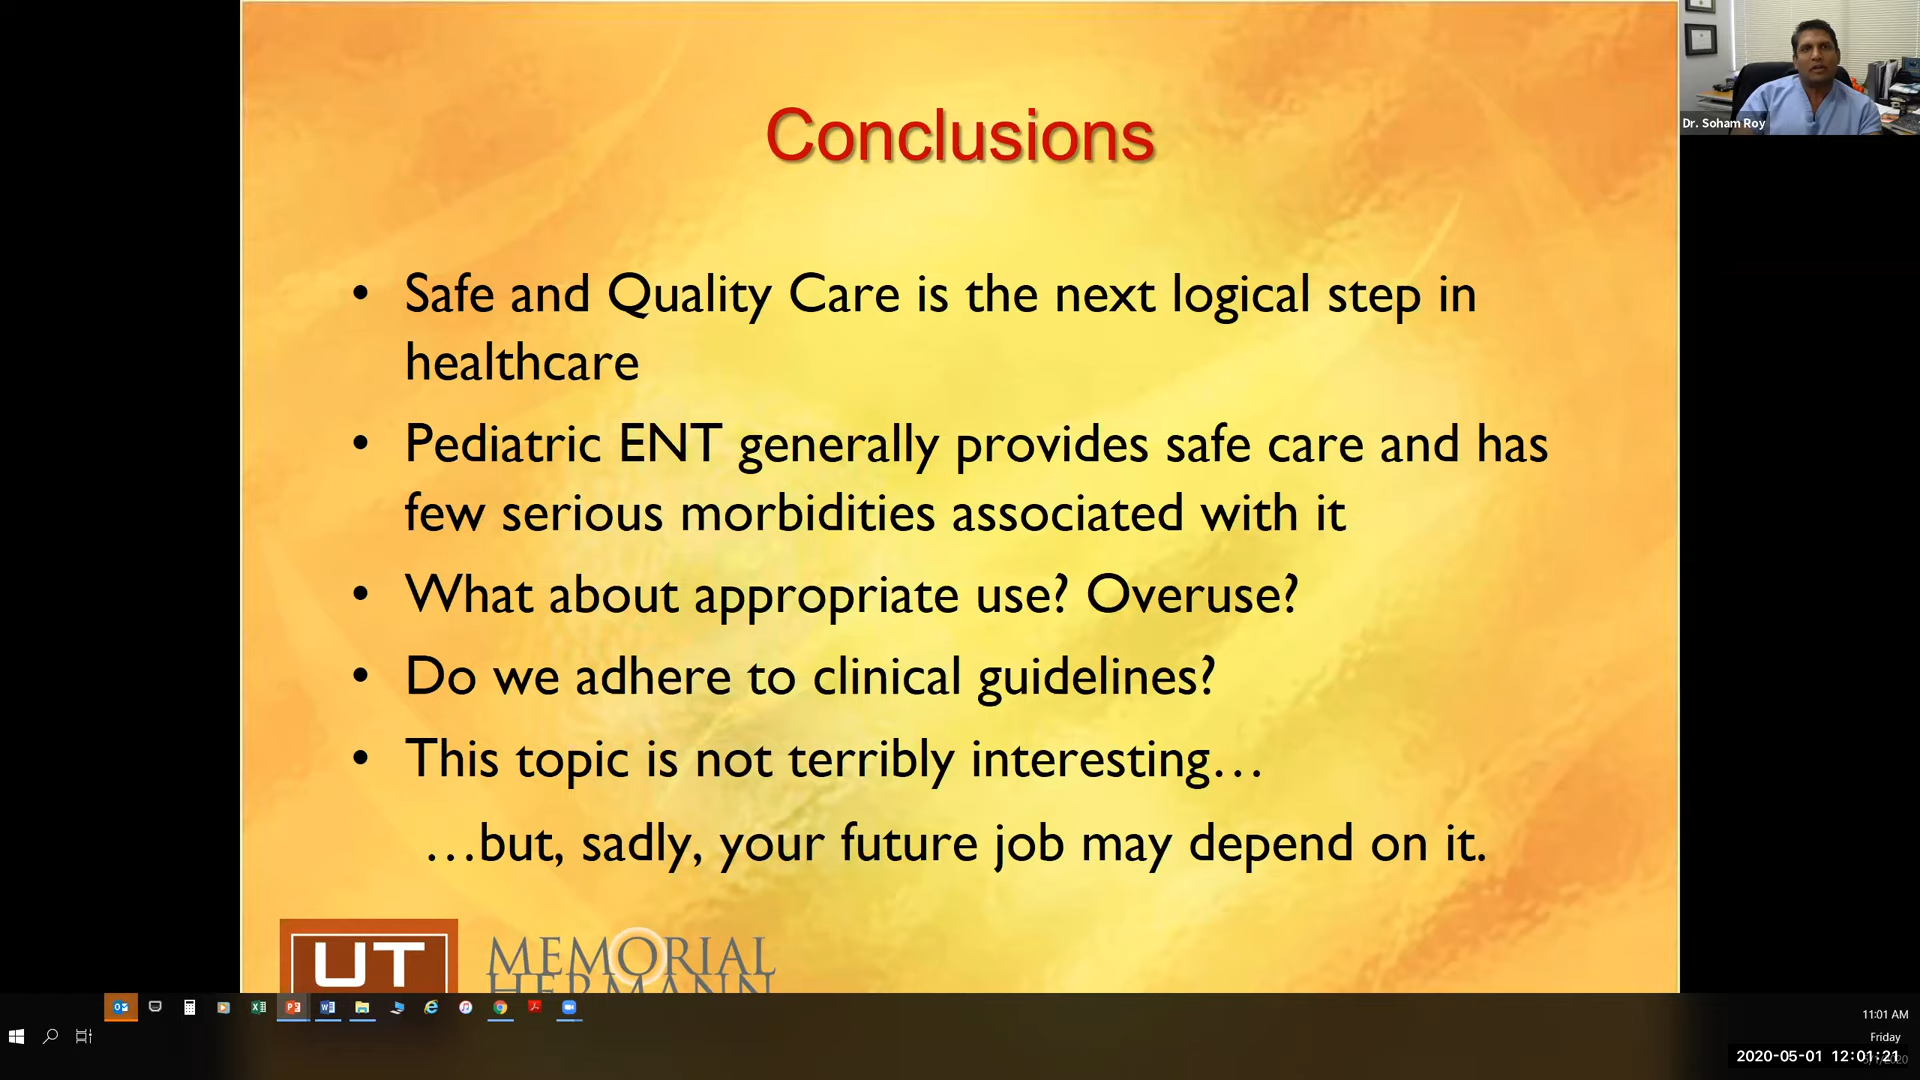 Conclusions
Dr. Soham Roy
• Safe and Quality Care is the next logical step in
healthcare
• Pediatric ENT generally provides safe care and has
few serious morbidities associated with it
• What about appropriate use? Overuse?
• Do we adhere to clinical guidelines?
• This topic is not terribly interesting…
…but, sadly, your future job may depend on it.
UT
MEMORIAL
HERMANN
11:01 AM
Friday
2020-05-01 12:01:21